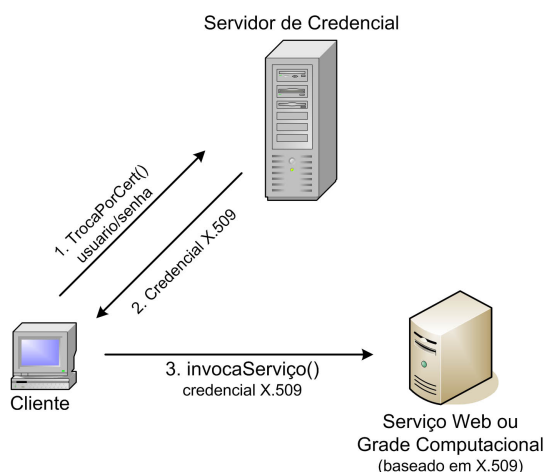 Servidor de Credencial
1. TrocaPorCert()
usuario/senha
2. Credencial X.509
3. invocaServiço()
credencial X.509
Cliente
Serviço Web ou
Grade Computacional
(baseado em X.509)